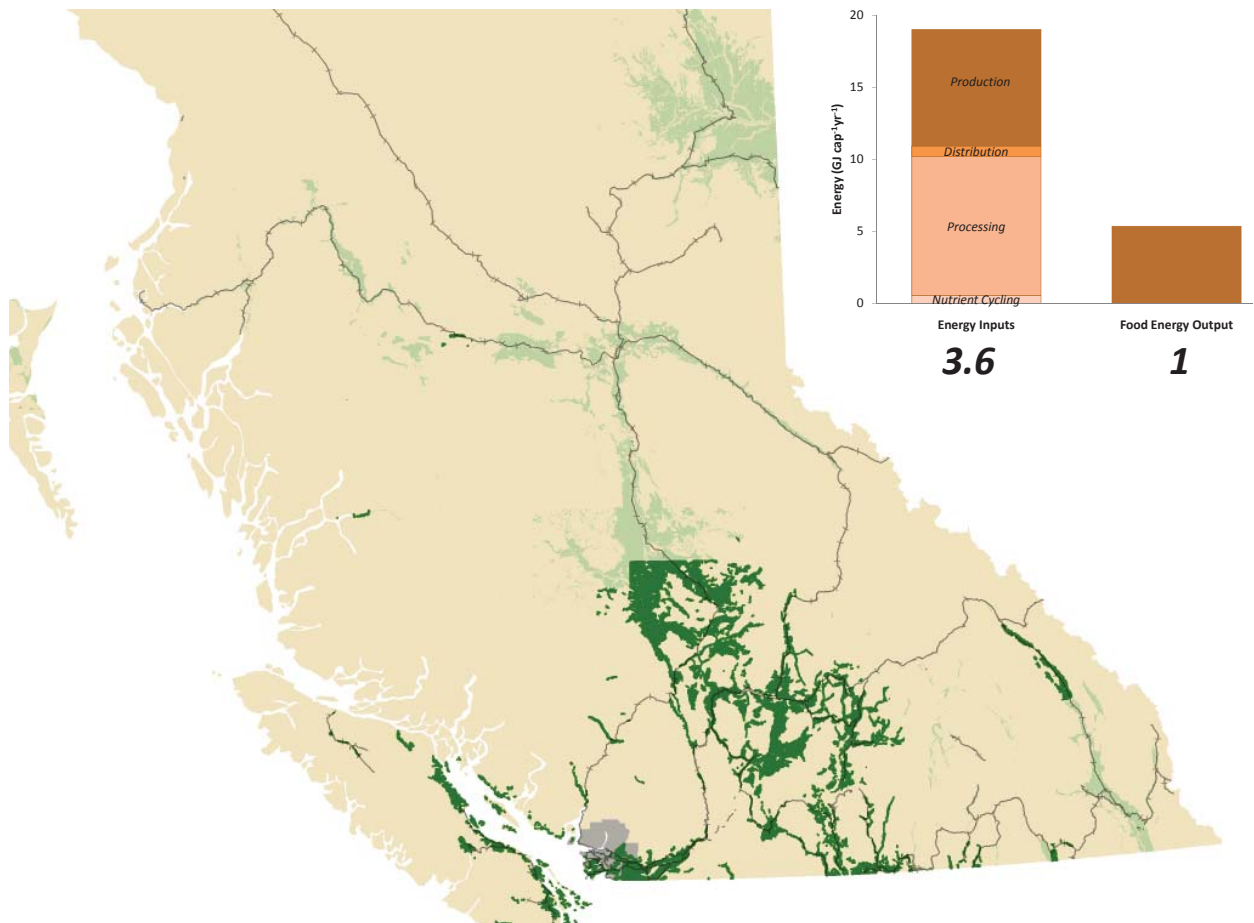 20
15
10
5
0
Energy (GJ cap⁻¹yr⁻¹)
Production
Distribution
Processing
Nutrient Cycling
Energy Inputs
Food Energy Output
3.6
1